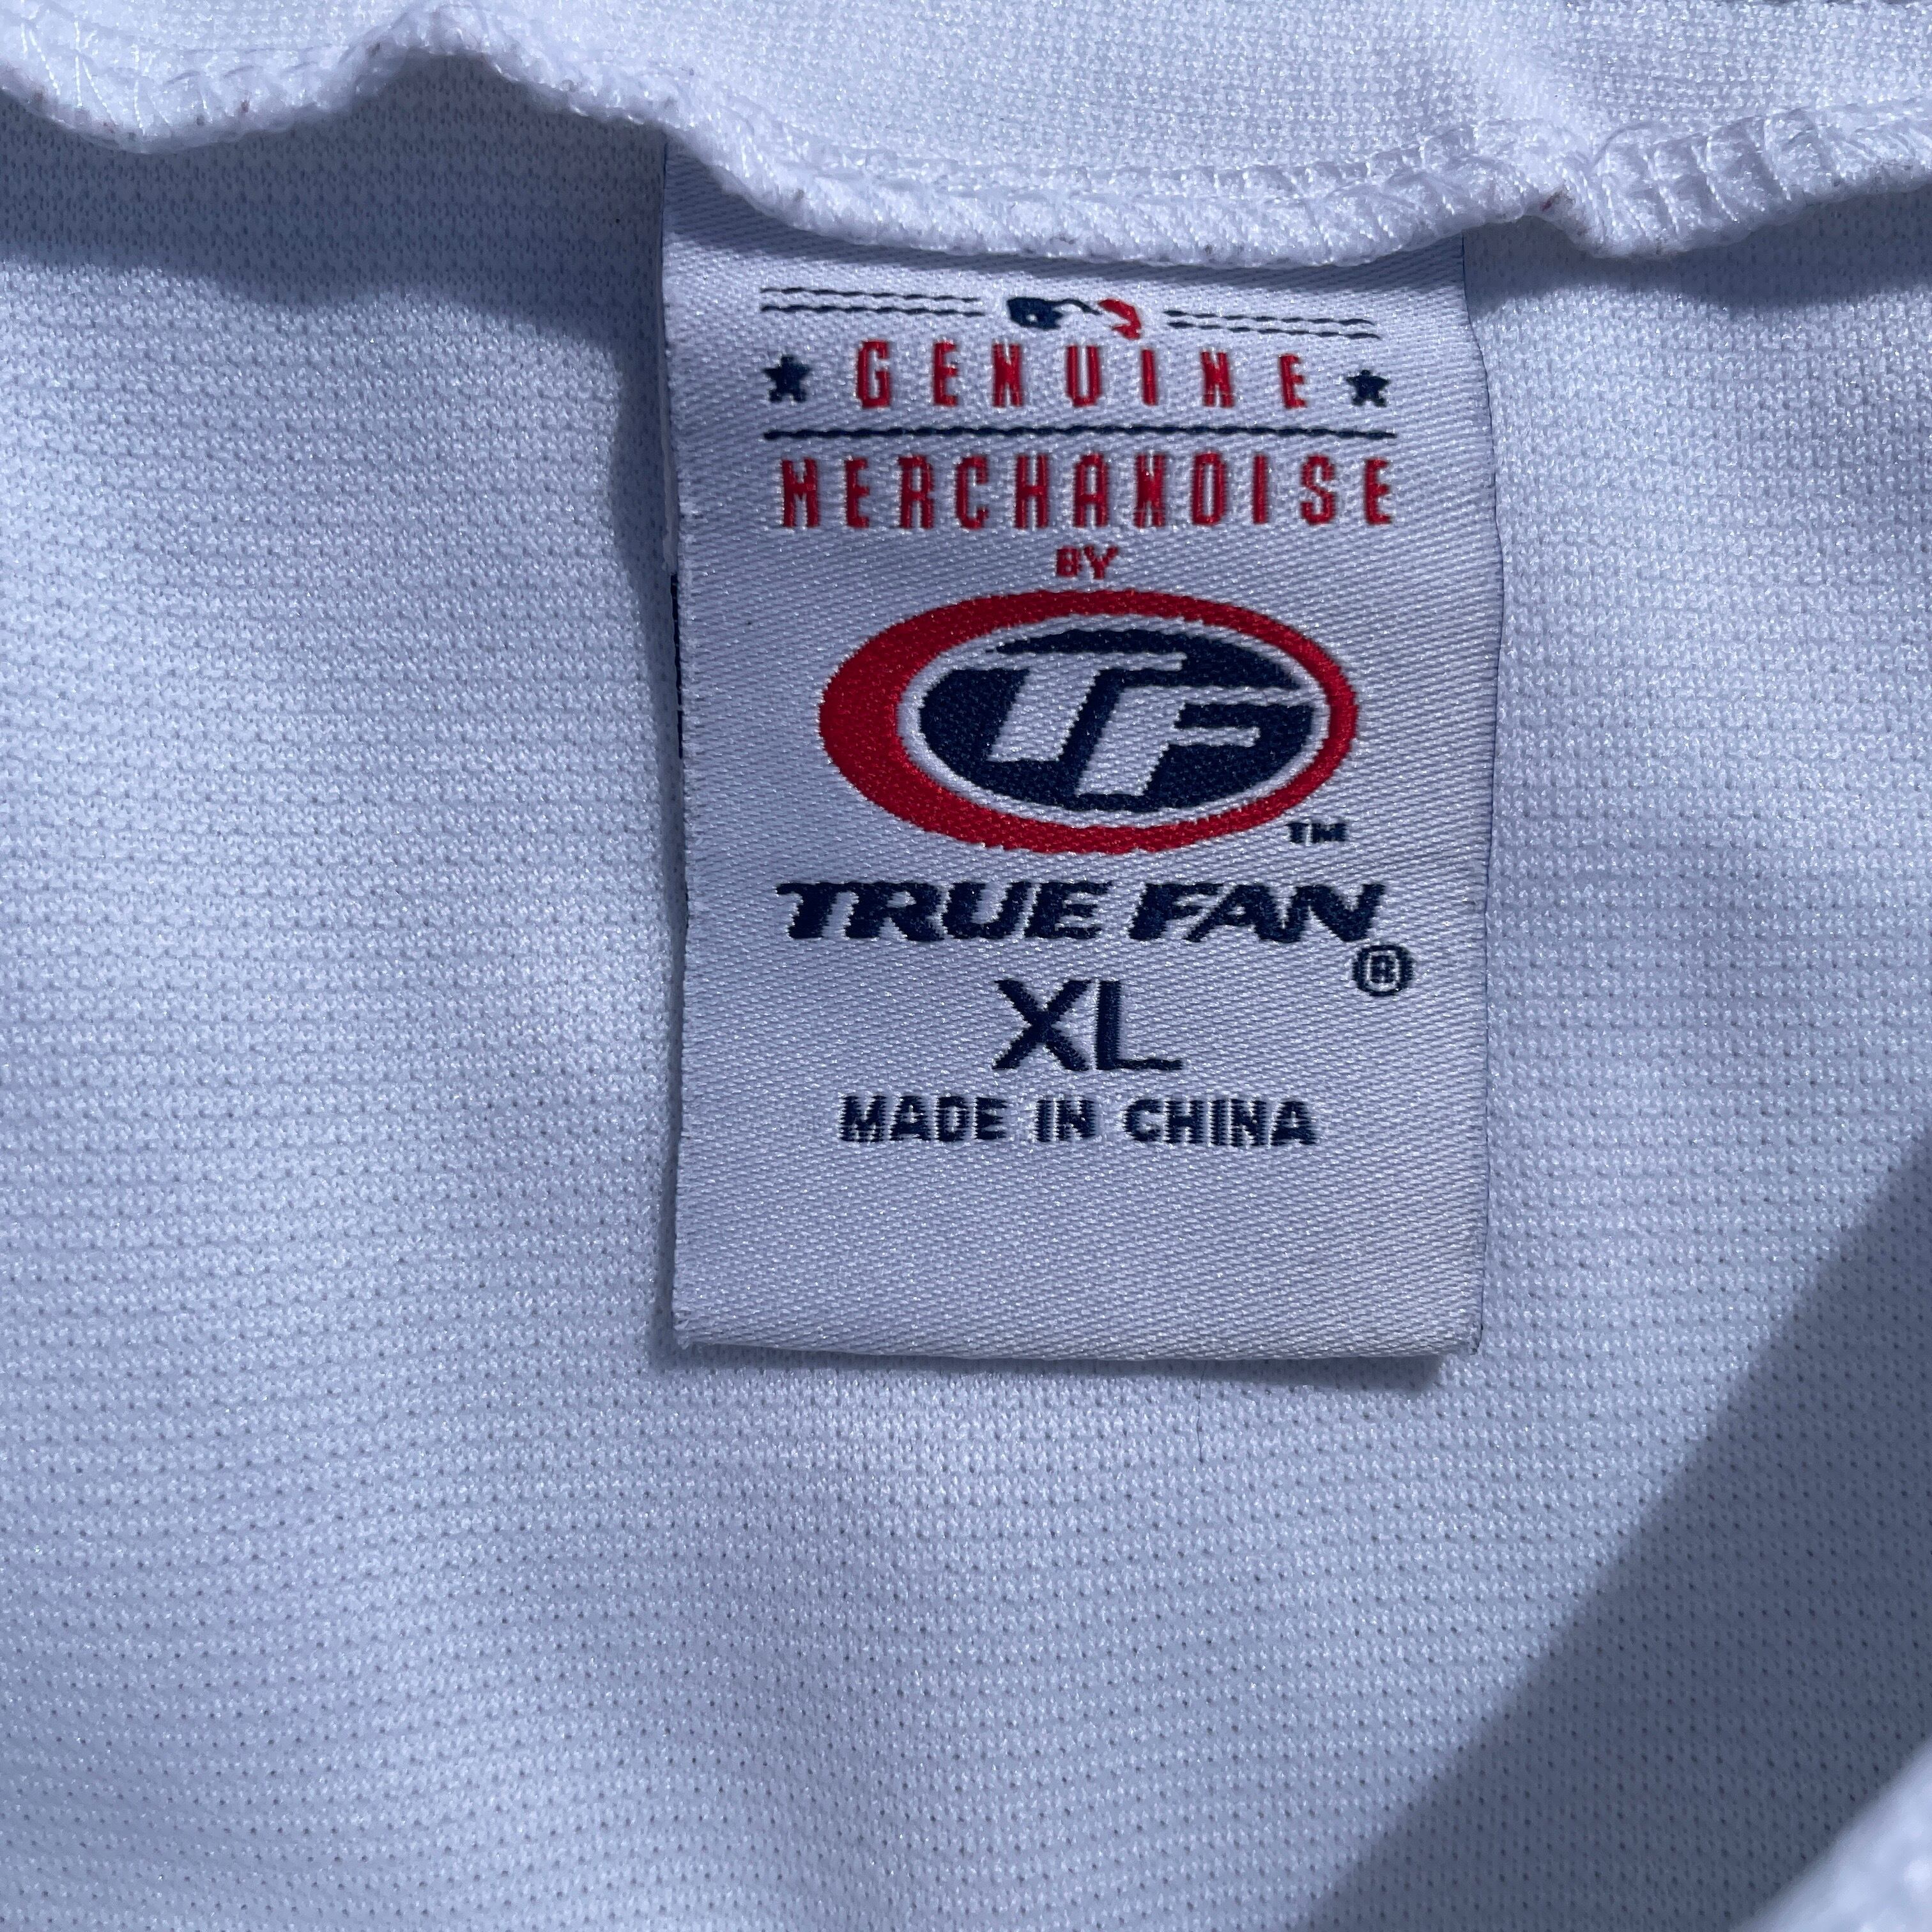 GENUINE
MERCHANDISE
BY
TF TM
TRUE FAN®
XL
MADE IN CHINA